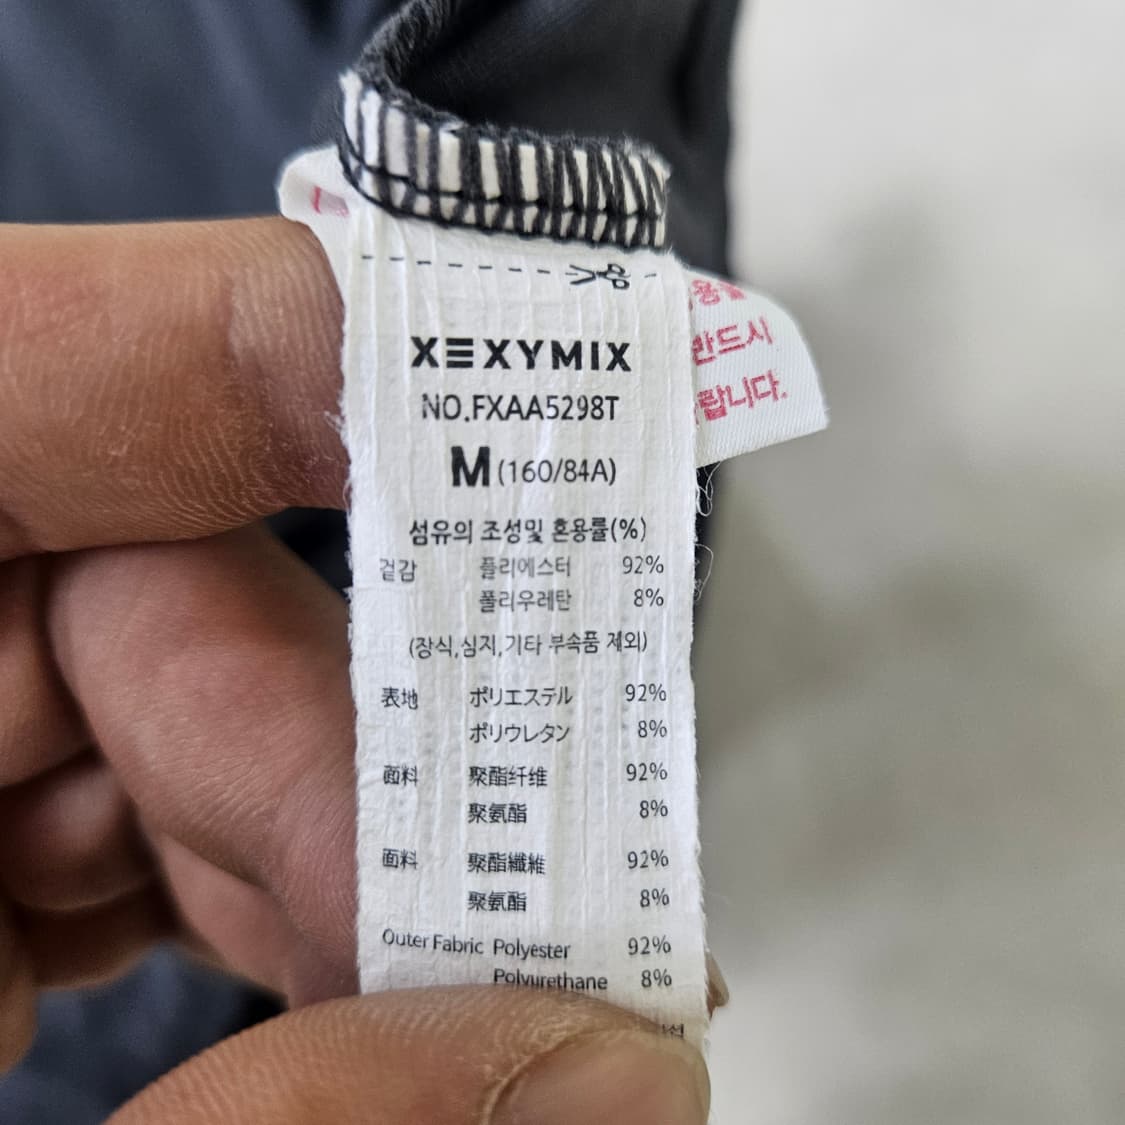 XEXYMIX
NO.FXAA5298T
M (160/84A)
섬유의 조성및 혼용률(%)
겉감 폴리에스터 92%
폴리우레탄 8%
(장식,심지,기타 부속품 제외)
表地 ポリエステル 92%
ポリウレタン 8%
面料 聚酯纤维 92%
聚氨酯 8%
面料 聚酯纖維 92%
聚氨酯 8%
Outer Fabric Polyester 92%
Polyurethane 8%
반드시